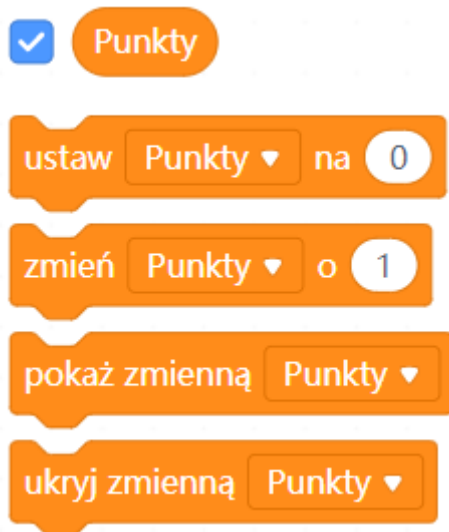 Punkty
ustaw Punkty na 0
zmień Punkty o 1
pokaż zmienną Punkty
ukryj zmienną Punkty